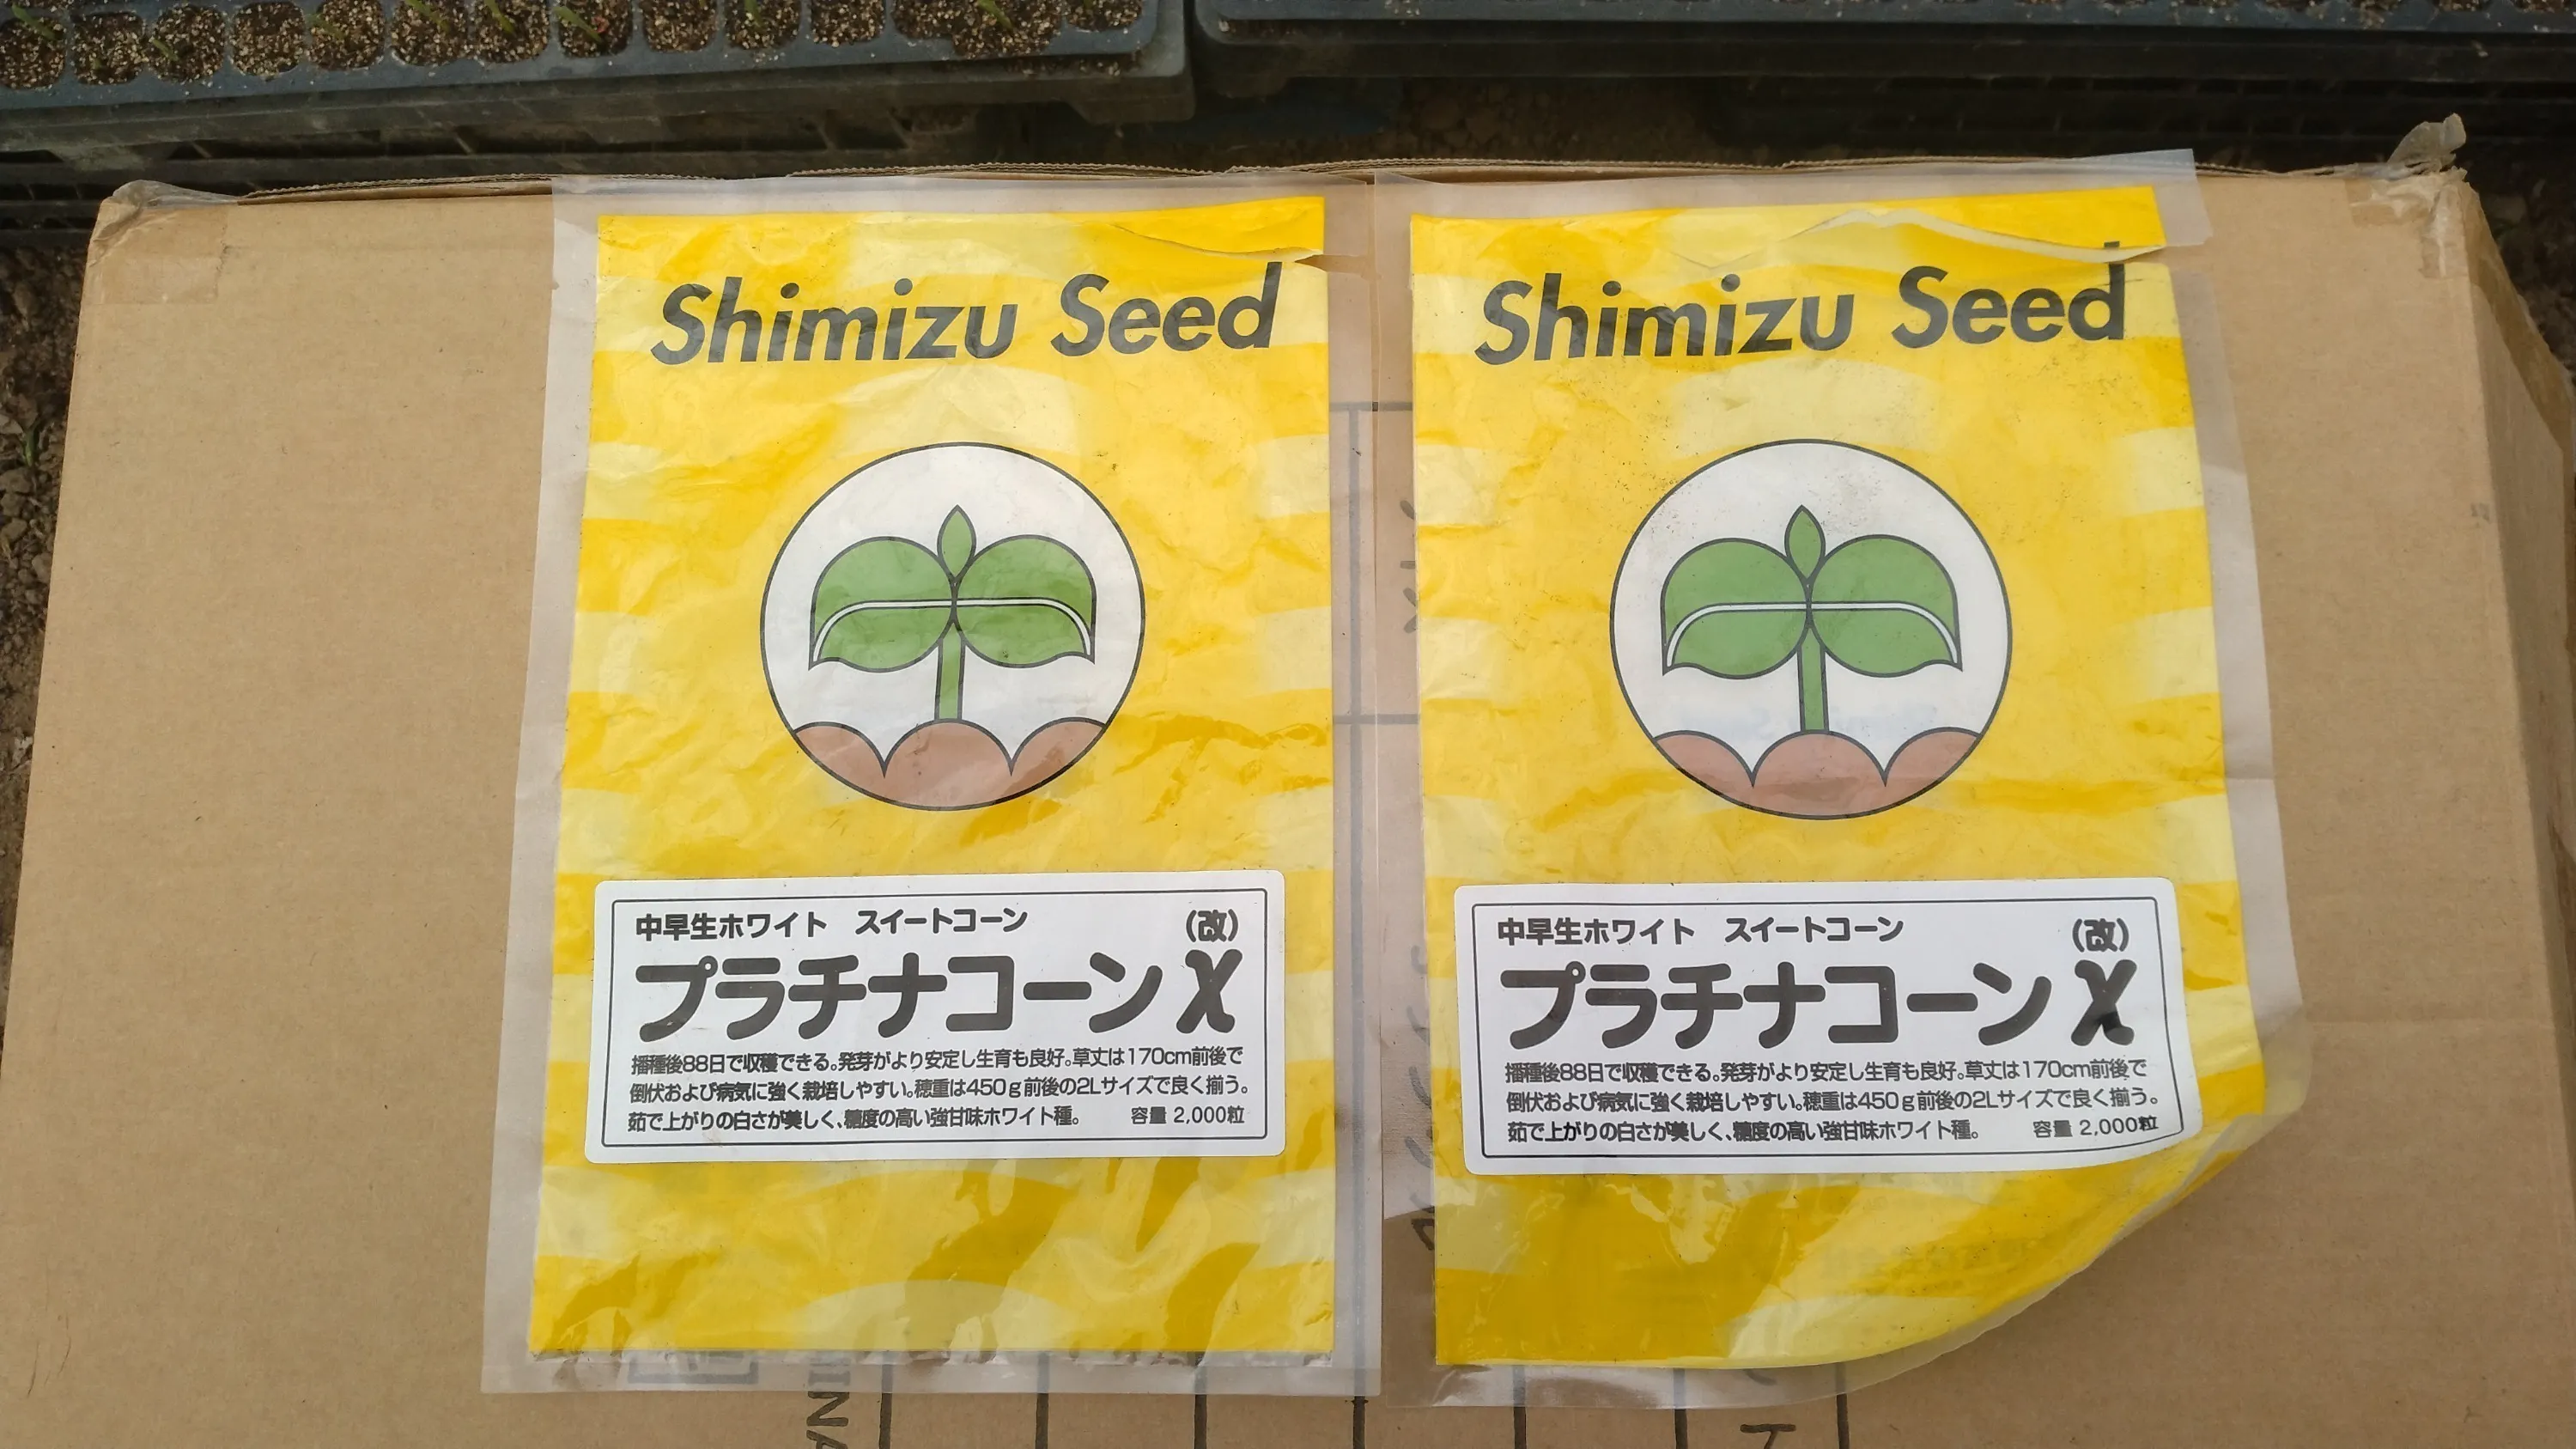 Shimizu Seed
中早生ホワイト スイートコーン (改)
プラチナコーンX
播種後88日で収穫できる。発芽がより安定し生育も良好。草丈は170cm前後で
倒伏および病気に強く栽培しやすい。穂重は450g前後の2Lサイズで良く揃う。
茹で上がりの白さが美しく、糖度の高い強甘味ホワイト種。 容量 2,000粒
Shimizu Seed
中早生ホワイト スイートコーン (改)
プラチナコーンX
播種後88日で収穫できる。発芽がより安定し生育も良好。草丈は170cm前後で
倒伏および病気に強く栽培しやすい。穂重は450g前後の2Lサイズで良く揃う。
茹で上がりの白さが美しく、糖度の高い強甘味ホワイト種。 容量 2,000粒